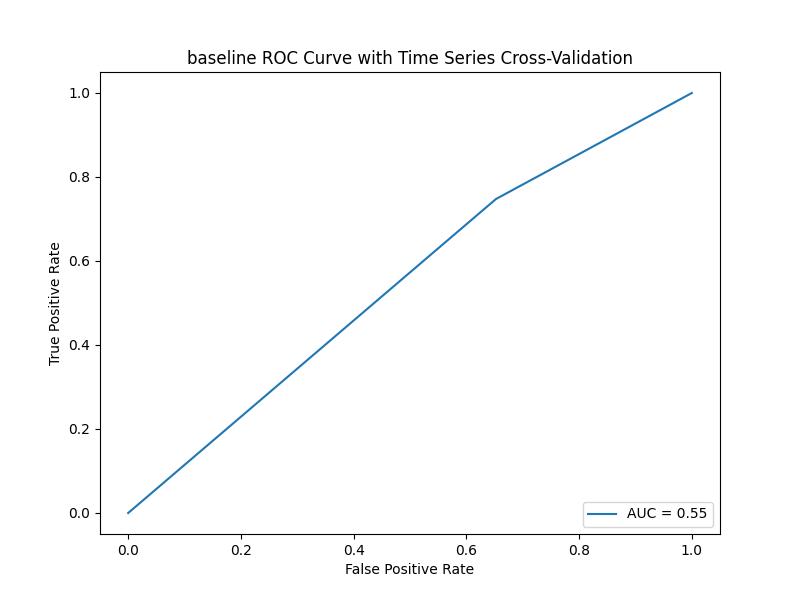 baseline ROC Curve with Time Series Cross-Validation
1.0
0.8
0.6
0.4
0.2
0.0
True Positive Rate
AUC = 0.55
0.0 0.2 0.4 0.6 0.8 1.0
False Positive Rate